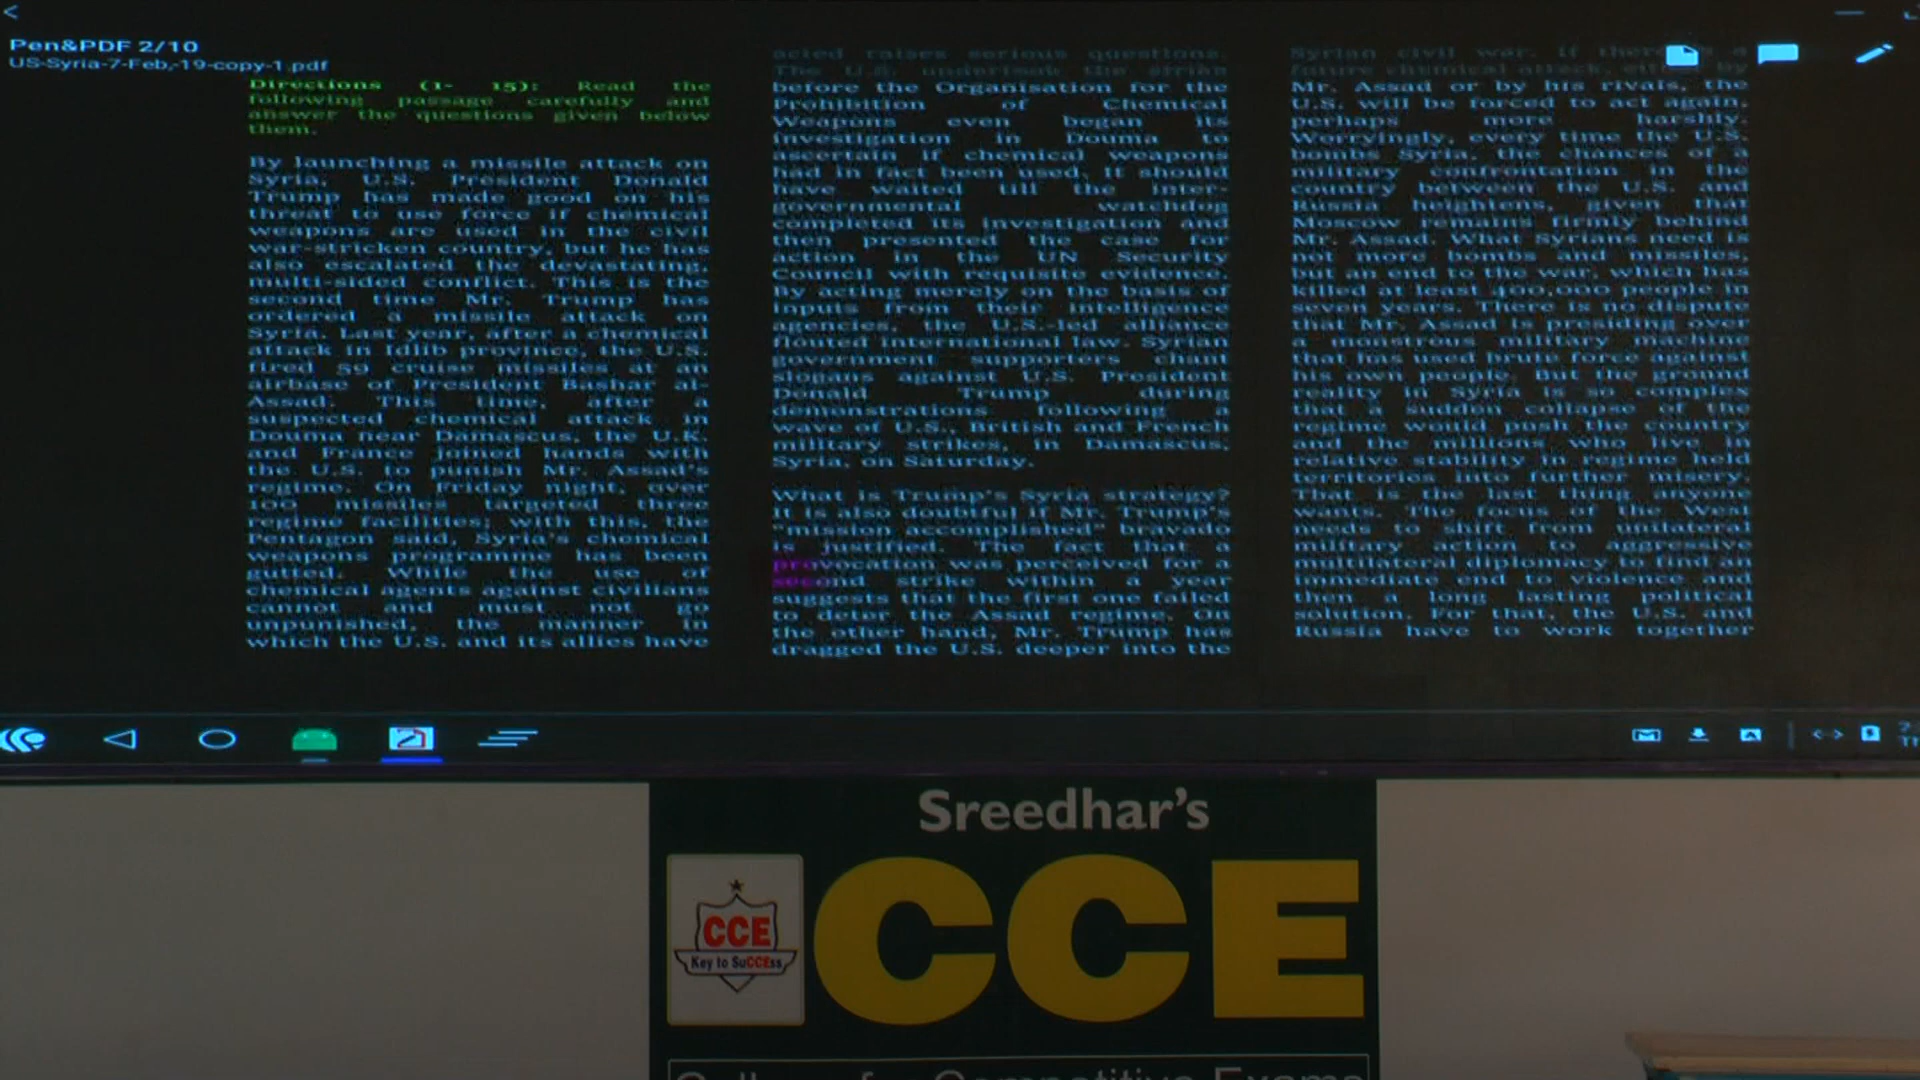 Pen&PDF 2/10
US-Syria-7-Feb,-19-copy-1.pdf
Directions (1- 15): Read the
following passage carefully and
answer the questions given below
them.
By launching a missile attack on
Syria, U.S. President Donald
Trump has made good on his
threat to use force if chemical
weapons are used in the civil
war-stricken country, but he has
also escalated the devastating,
multi-sided conflict. This is the
second time Mr. Trump has
ordered a missile attack on
Syria. Last year, after a chemical
attack in Idlib province, the U.S.
fired 59 cruise missiles at an
airbase of President Bashar al-
Assad. This time, after a
suspected chemical attack in
Douma near Damascus, the U.K.
and France joined hands with
the U.S. to punish Mr. Assad's
regime. On Friday night, over
100 missiles targeted three
regime facilities; with this, the
Pentagon said, Syria's chemical
weapons programme has been
gutted. While the use of
chemical agents against civilians
cannot and must not go
unpunished, the manner in
which the U.S. and its allies have
acted raises serious questions.
The U.S. undertook the strikes
before the Organisation for the
Prohibition of Chemical
Weapons even began its
investigation in Douma to
ascertain if chemical weapons
had in fact been used. It should
have waited till the inter-
governmental watchdog
completed its investigation and
then presented the case for
action in the UN Security
Council with requisite evidence.
By acting merely on the basis of
inputs from their intelligence
agencies, the U.S.-led alliance
flouted international law. Syrian
government supporters chant
slogans against U.S. President
Donald Trump during
demonstrations following a
wave of U.S., British and French
military strikes, in Damascus,
Syria, on Saturday.
What is Trump's Syria strategy?
It is also doubtful if Mr. Trump's
"mission accomplished" bravado
is justified. The fact that a
provocation was perceived for a
second strike within a year
suggests that the first one failed
to deter the Assad regime. On
the other hand, Mr. Trump has
dragged the U.S. deeper into the
Syrian civil war. If there is a
future chemical attack, either by
Mr. Assad or by his rivals, the
U.S. will be forced to act again,
perhaps more harshly.
Worryingly, every time the U.S.
bombs Syria, the chances of a
military confrontation in the
country between the U.S. and
Russia heightens, given that
Moscow remains firmly behind
Mr. Assad. What Syrians need is
not more bombs and missiles,
but an end to the war, which has
killed at least 400,000 people in
seven years. There is no dispute
that Mr. Assad is presiding over
a monstrous military machine
that has used brute force against
his own people. But the ground
reality in Syria is so complex
that a sudden collapse of the
regime would push the country
and the millions who live in
relative stability in regime held
territories into further misery.
That is the last thing anyone
wants. The focus of the West
needs to shift from unilateral
military action to aggressive
multilateral diplomacy to find an
immediate end to violence and
then a long lasting political
solution. For that, the U.S. and
Russia have to work together
Sreedhar's
CCE
CCE
Key to SuCCEss